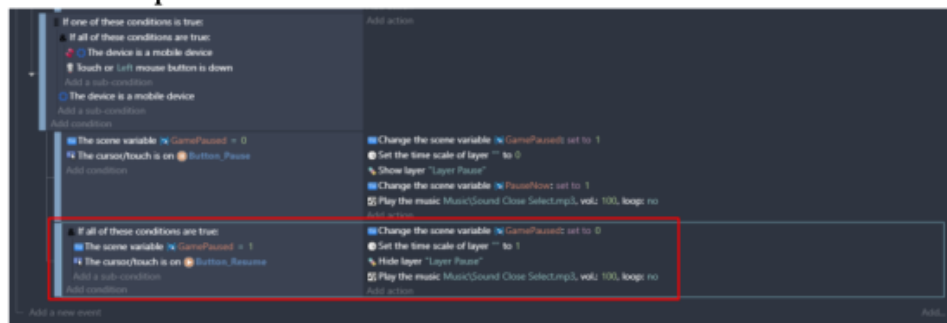 If one of these conditions is true:
Add action
If all of these conditions are true:
The device is a mobile device
Touch or Left mouse button is down
Add a sub-condition
The device is a mobile device
Add a sub-condition
Add condition
The scene variable GamePaused = 0
The cursor/touch is on Button_Pause
Add condition
Change the scene variable GamePaused: set to 1
Set the time scale of layer "" to 0
Show layer "Layer Pause"
Change the scene variable PauseNow: set to 1
Play the music Music\Sound Close Select.mp3, vol.: 100, loop: no
Add action
If all of these conditions are true:
The scene variable GamePaused = 1
The cursor/touch is on Button_Resume
Add a sub-condition
Add condition
Change the scene variable GamePaused: set to 0
Set the time scale of layer "" to 1
Hide layer "Layer Pause"
Play the music Music\Sound Close Select.mp3, vol.: 100, loop: no
Add action
Add a new event
Add...